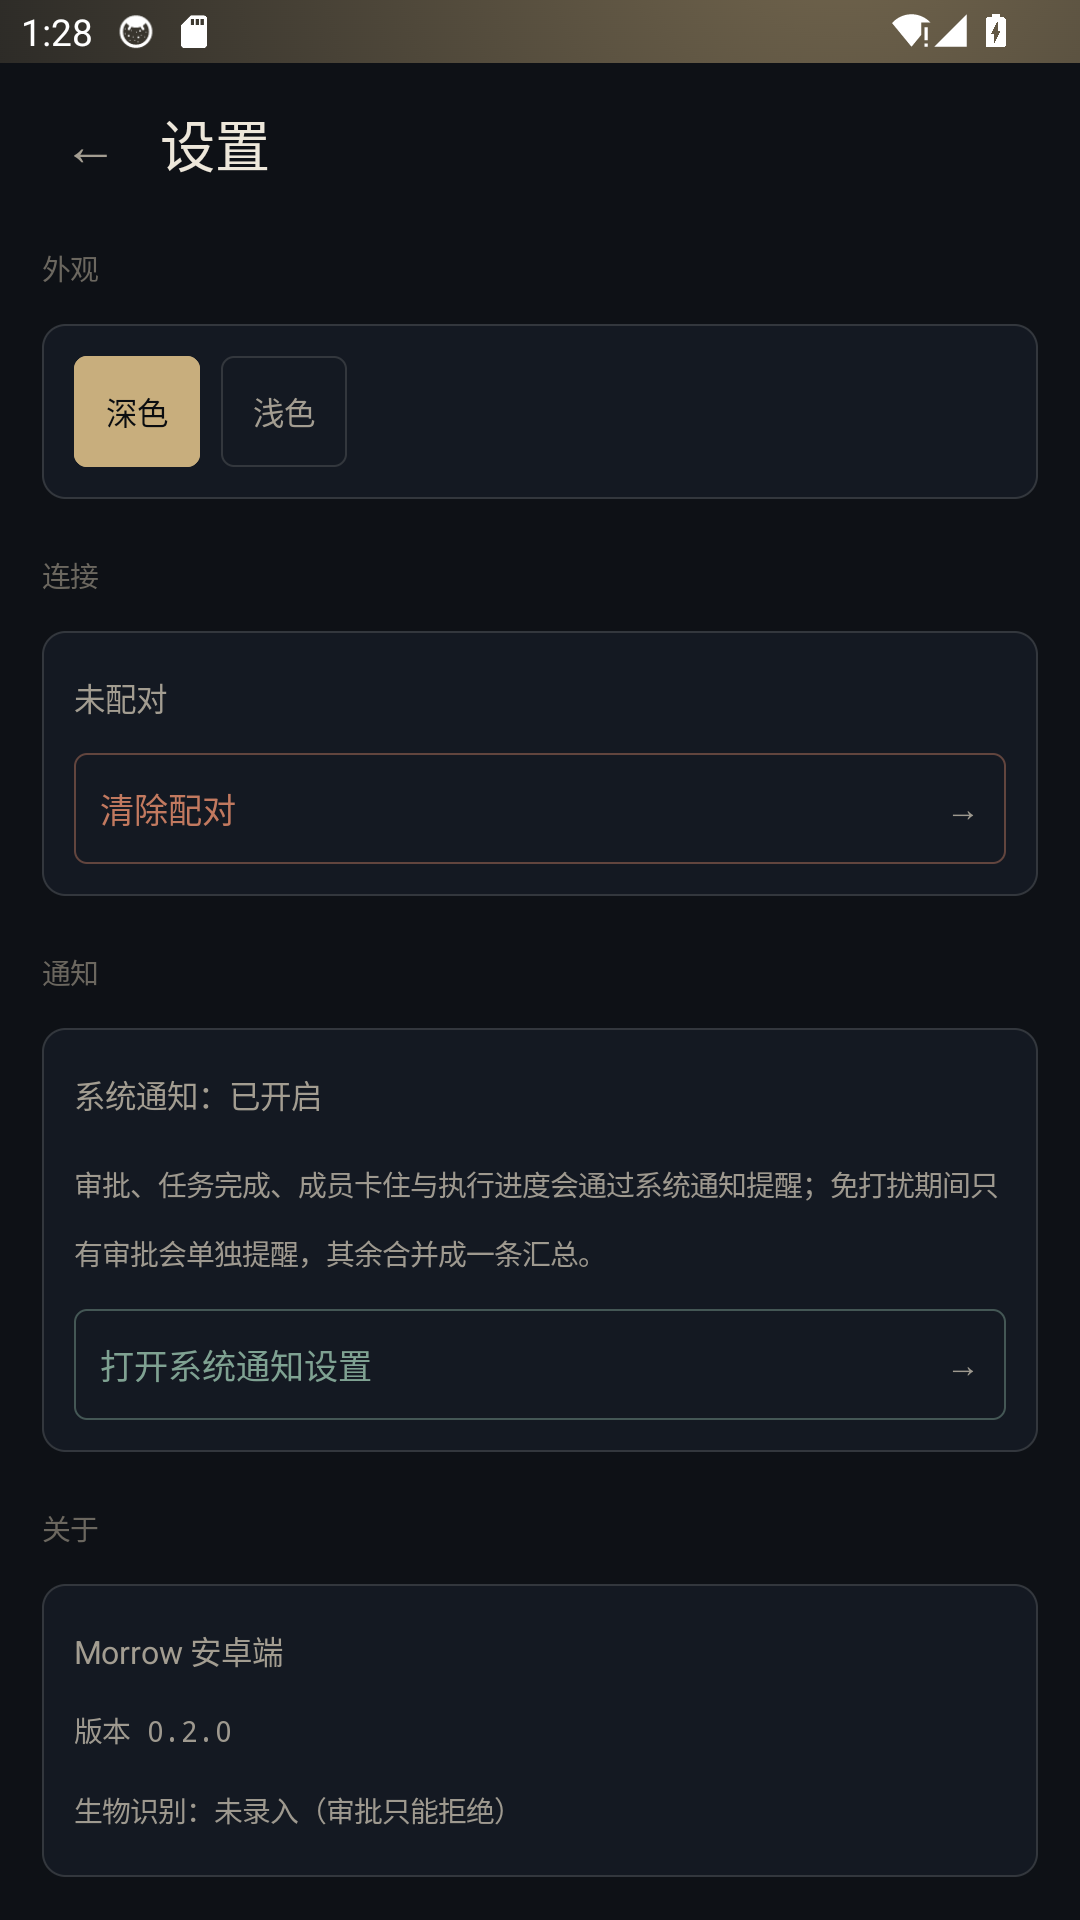 1:28
← 设置
外观
深色 浅色
连接
未配对
清除配对 →
通知
系统通知：已开启
审批、任务完成、成员卡住与执行进度会通过系统通知提醒；免打扰期间只
有审批会单独提醒，其余合并成一条汇总。
打开系统通知设置 →
关于
Morrow 安卓端
版本 0.2.0
生物识别：未录入（审批只能拒绝）